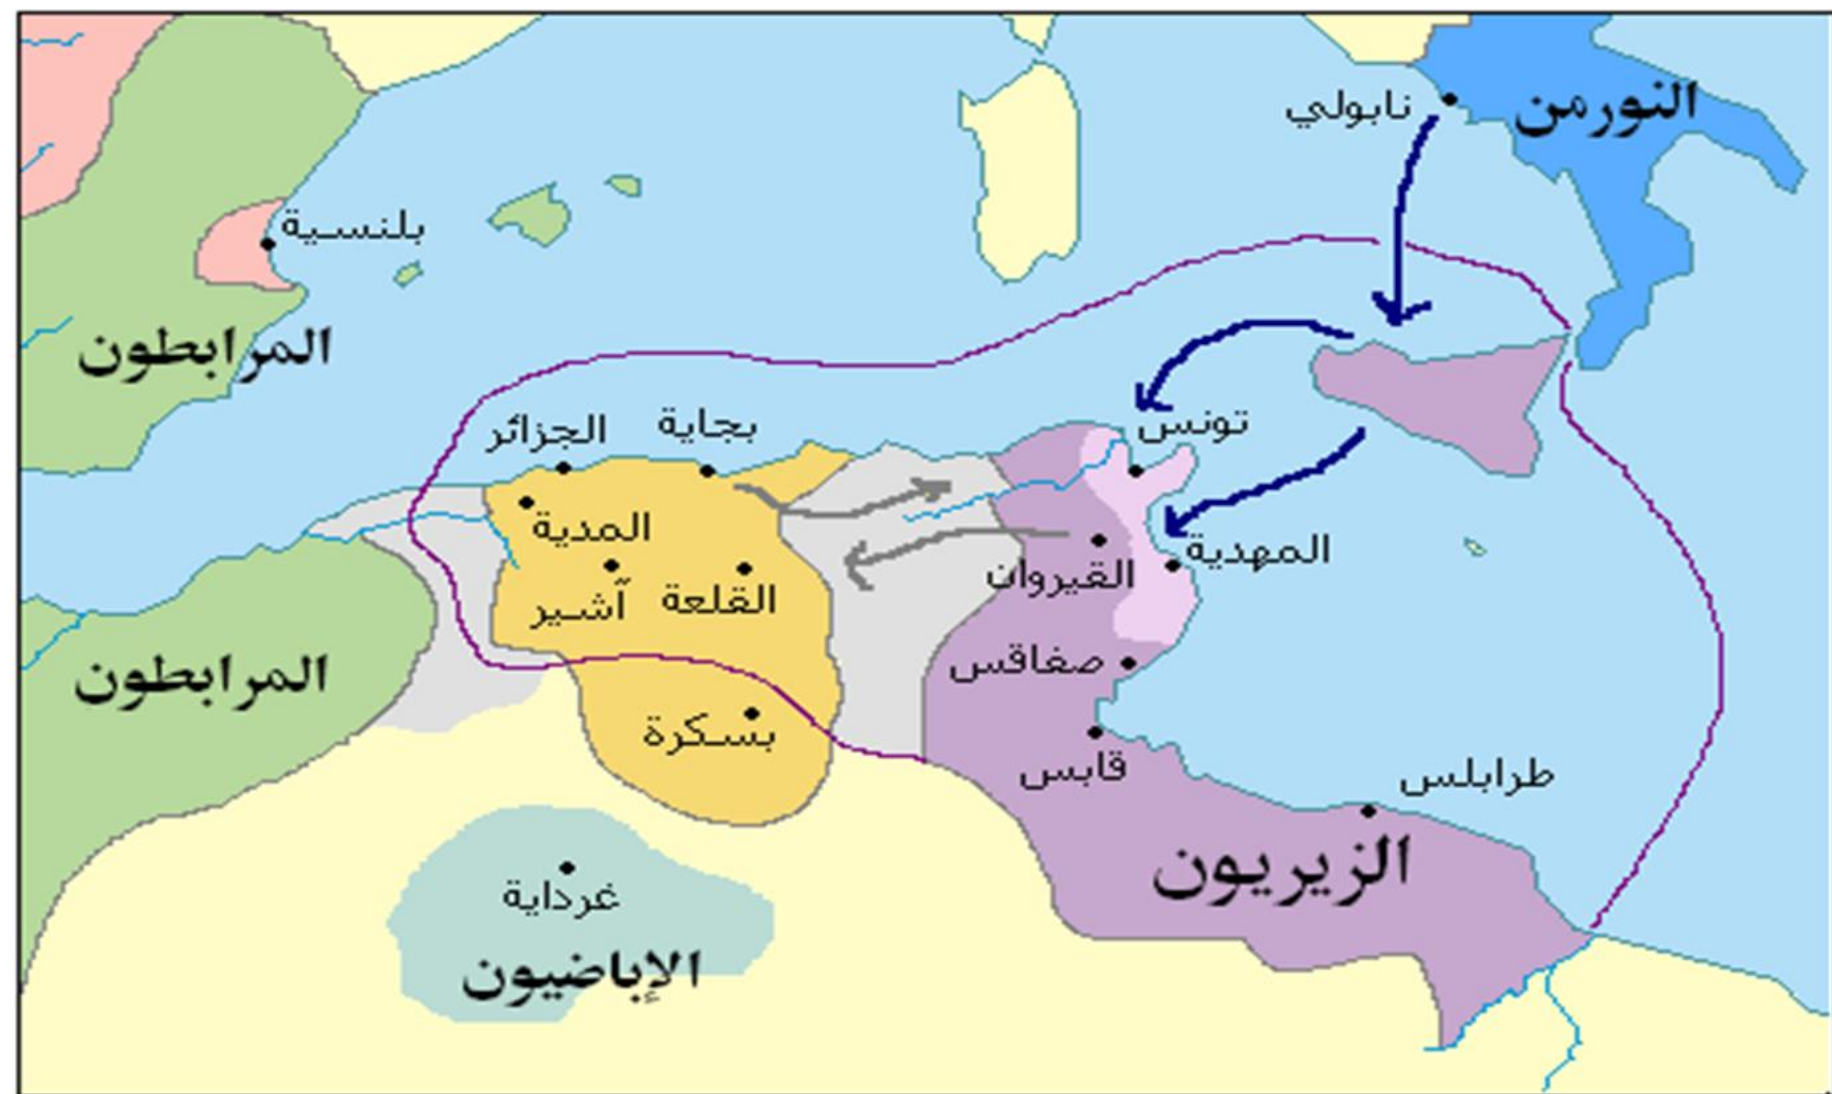 النورمن
نابولي
بلنسية
المرابطون
بجاية
الجزائر
تونس
المدية
المهدية
القيروان
القلعة
آشير
صفاقس
المرابطون
بسكرة
قابس
طرابلس
الزيريون
غرداية
الإباضيون